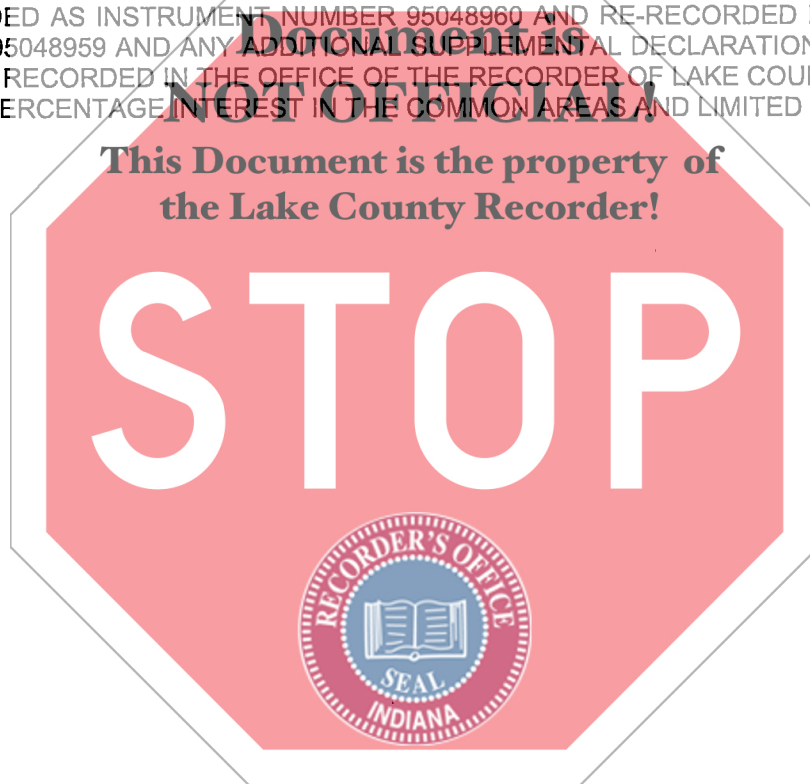 ED AS INSTRUMENT NUMBER 95048960 AND RE-RECORDED
Document is
95048959 AND ANY ADDITIONAL SUPPLEMENTAL DECLARATION
RECORDED IN THE OFFICE OF THE RECORDER OF LAKE COU
NOT OFFICIAL!
ERCENTAGE INTEREST IN THE COMMON AREAS AND LIMITED
This Document is the property of
the Lake County Recorder!
STOP
RECORDER'S OFFICE
SEAL
INDIANA